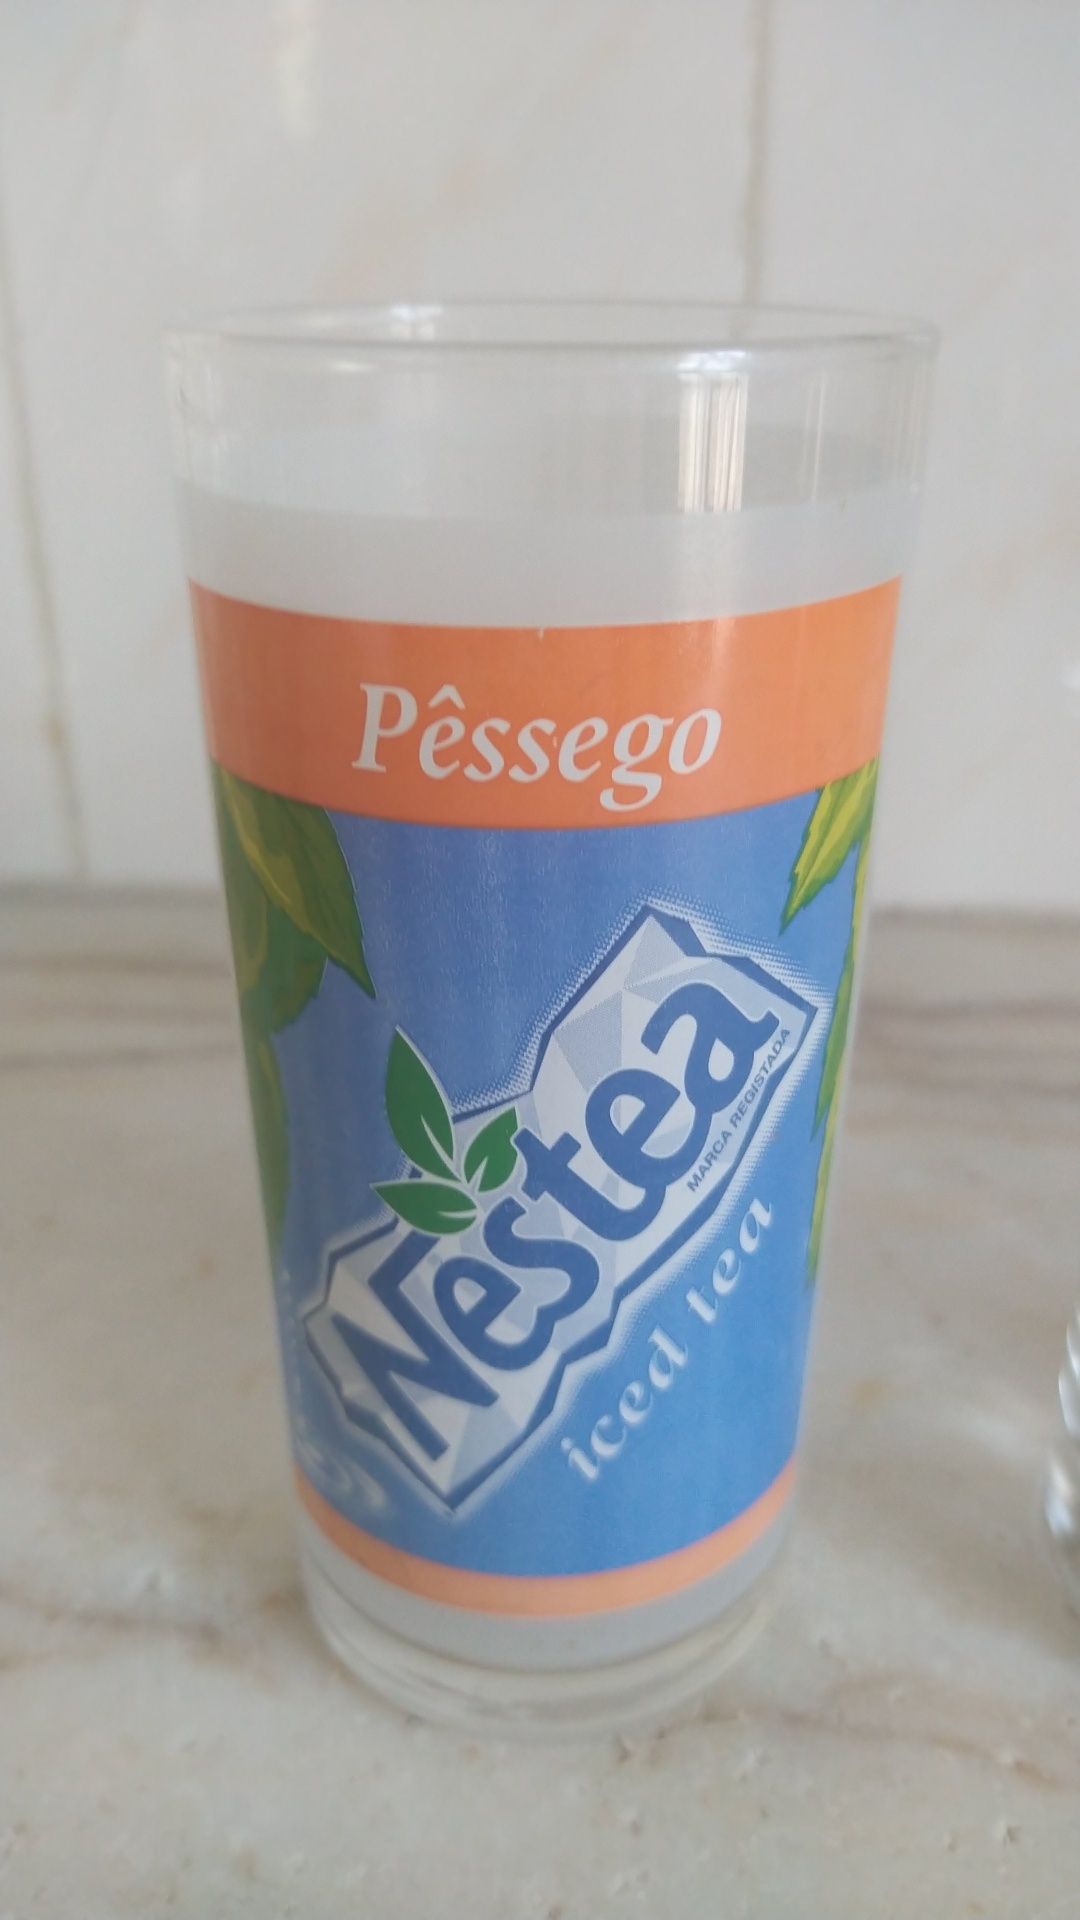 Pêssego
Nestea
MARCA REGISTADA
iced tea